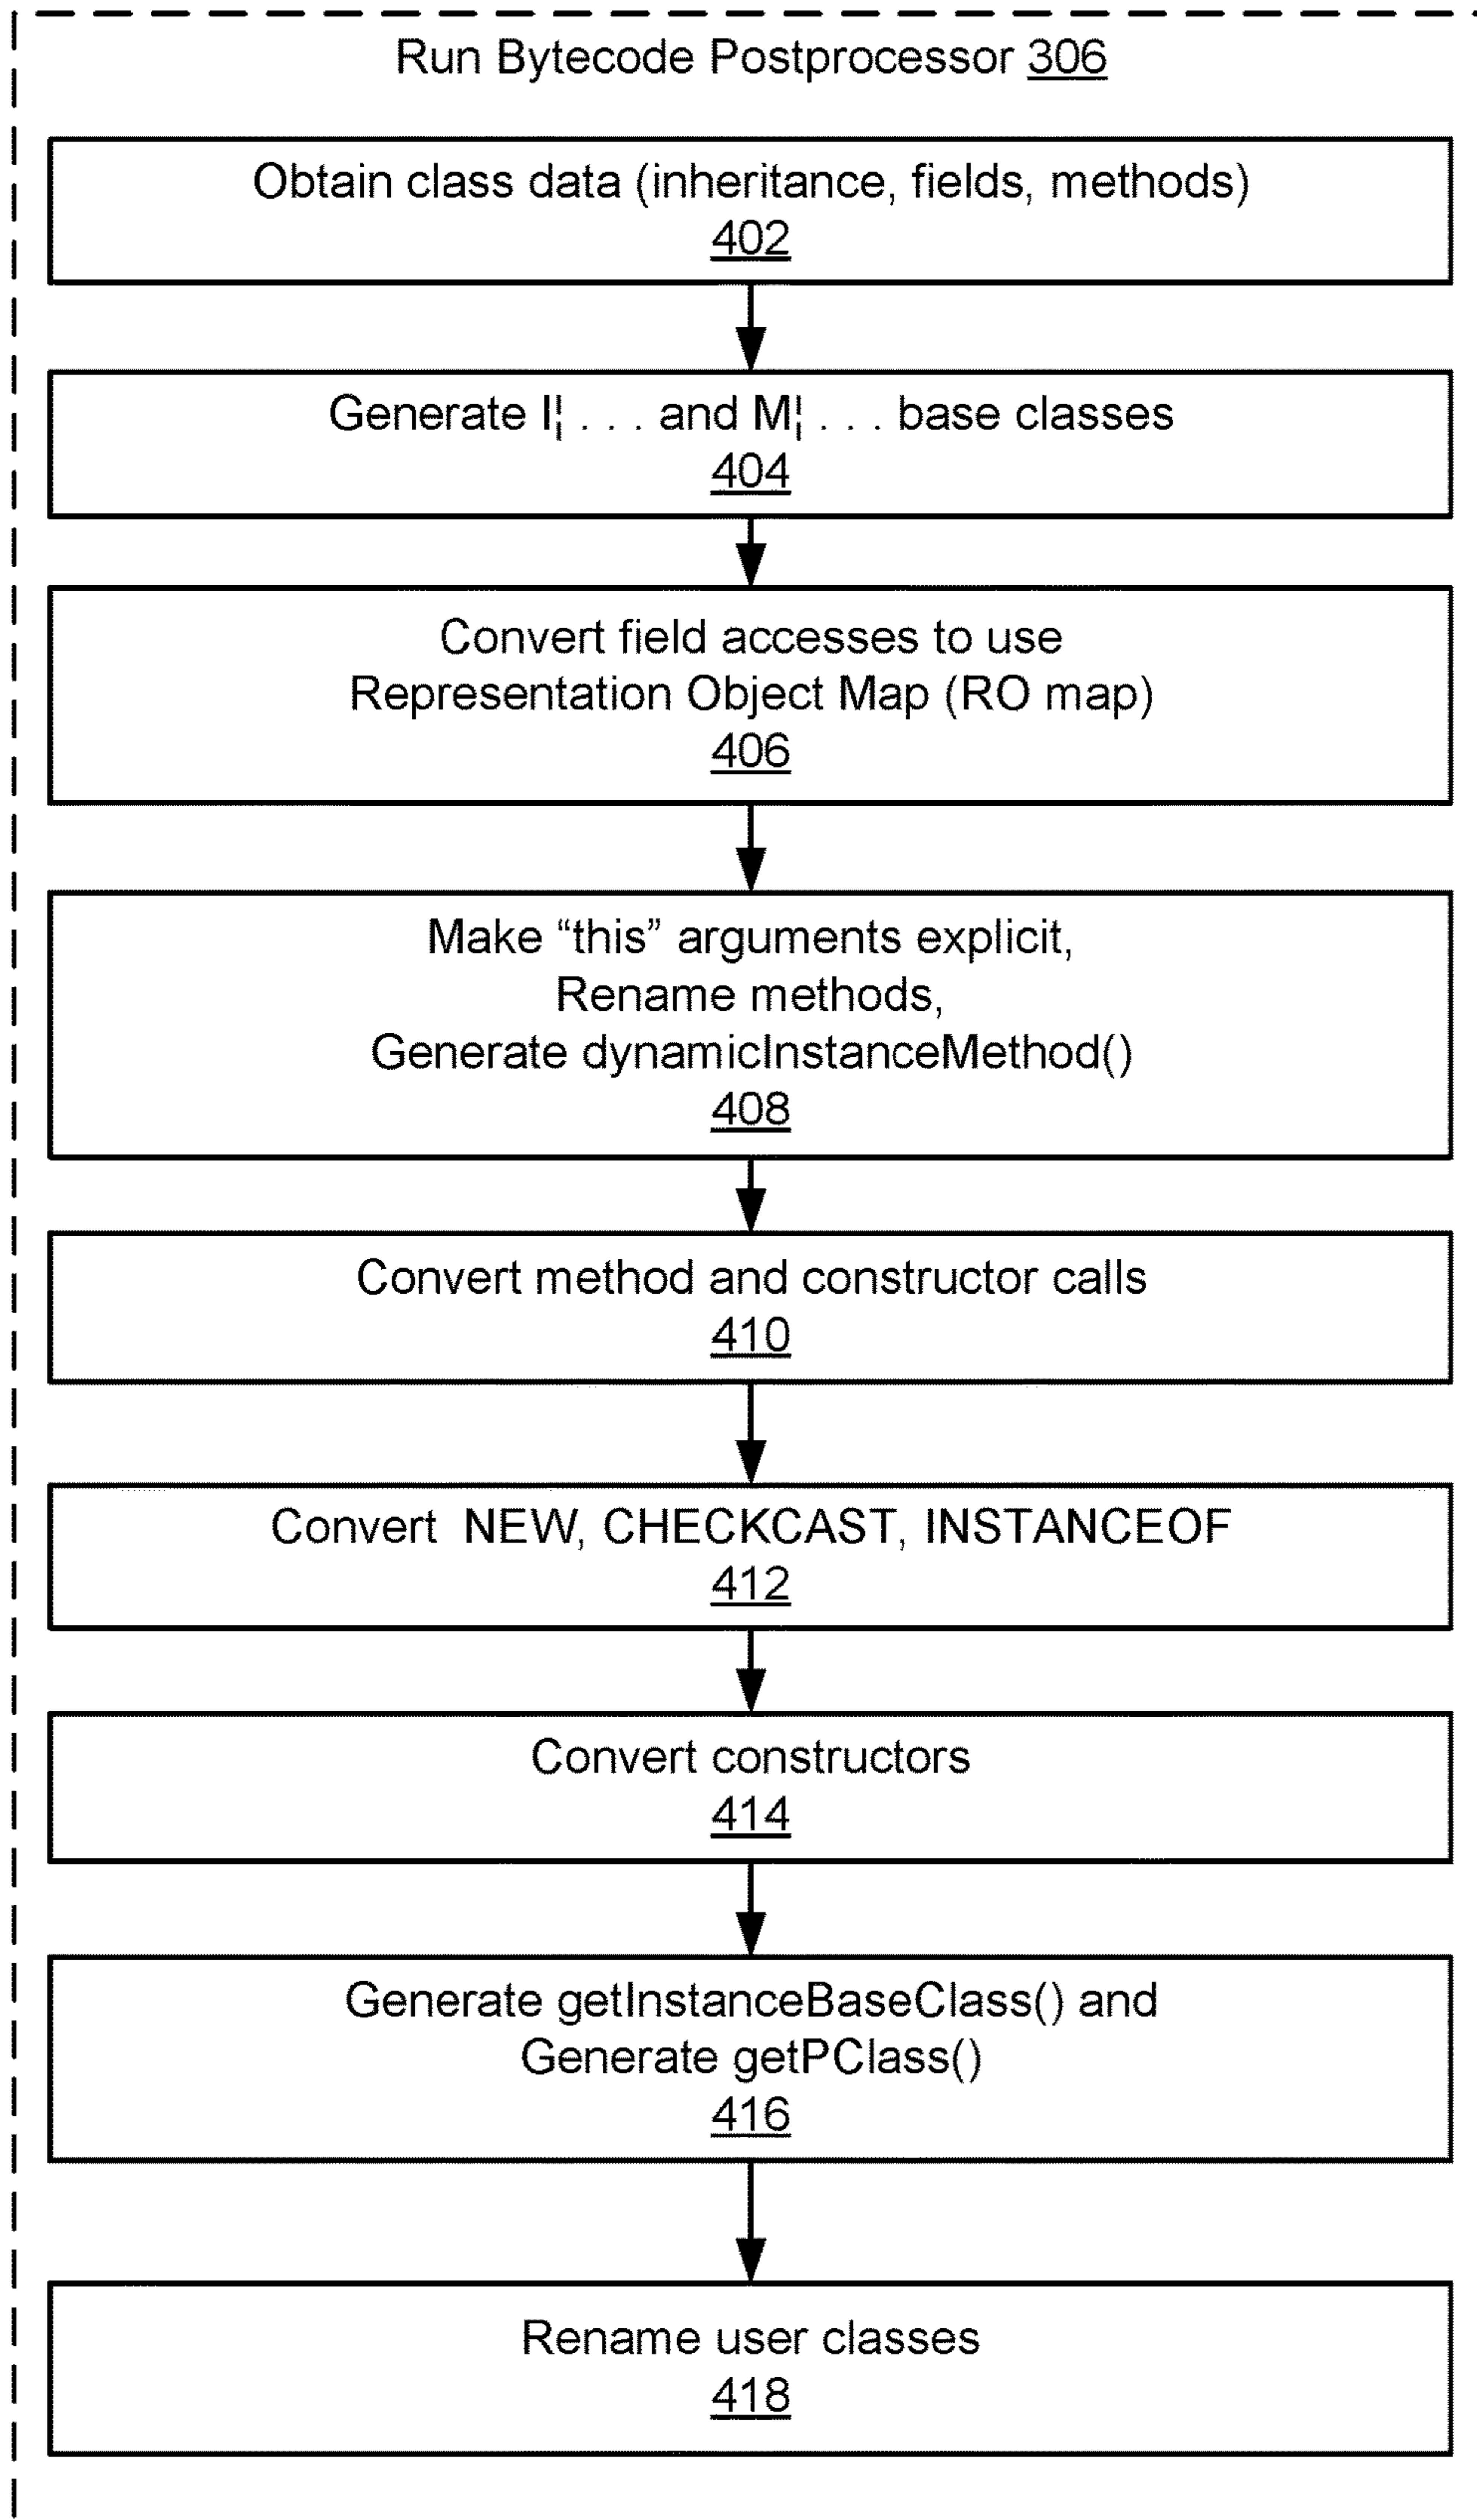 Run Bytecode Postprocessor 306
Obtain class data (inheritance, fields, methods)
402
Generate I¦ . . . and M¦ . . . base classes
404
Convert field accesses to use
Representation Object Map (RO map)
406
Make “this” arguments explicit,
Rename methods,
Generate dynamicInstanceMethod()
408
Convert method and constructor calls
410
Convert NEW, CHECKCAST, INSTANCEOF
412
Convert constructors
414
Generate getInstanceBaseClass() and
Generate getPClass()
416
Rename user classes
418